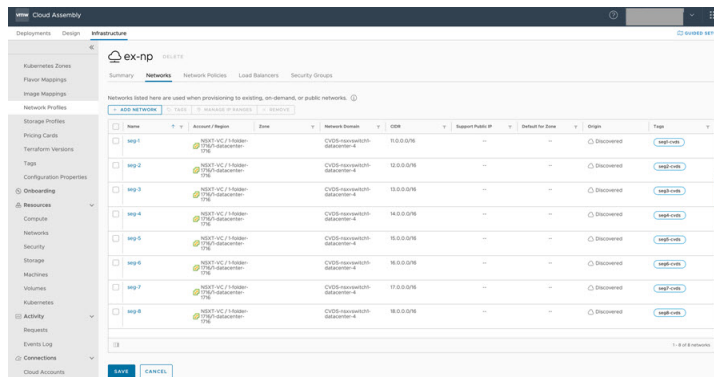 vmw Cloud Assembly
Deployments Design Infrastructure GUIDED SET
Kubernetes Zones
Flavor Mappings
Image Mappings
Network Profiles
Storage Profiles
Pricing Cards
Terraform Versions
Tags
Configuration Properties
Onboarding
Resources
Compute
Networks
Security
Storage
Machines
Volumes
Kubernetes
Activity
Requests
Events Log
Connections
Cloud Accounts
ex-np DELETE
Summary Networks Network Policies Load Balancers Security Groups
Networks listed here are used when provisioning to existing, on-demand, or public networks.
+ ADD NETWORK TAGS MANAGE IP RANGES × REMOVE
Name Account / Region Zone Network Domain CIDR Support Public IP Default for Zone Origin Tags
seg-1 NSXT-VC / 1-folder-1716/1-datacenter-1716 CVDS-nsxvswitch1-datacenter-4 11.0.0.0/16 -- -- Discovered seg1-cvds
seg-2 NSXT-VC / 1-folder-1716/1-datacenter-1716 CVDS-nsxvswitch1-datacenter-4 12.0.0.0/16 -- -- Discovered seg2-cvds
seg-3 NSXT-VC / 1-folder-1716/1-datacenter-1716 CVDS-nsxvswitch1-datacenter-4 13.0.0.0/16 -- -- Discovered seg3-cvds
seg-4 NSXT-VC / 1-folder-1716/1-datacenter-1716 CVDS-nsxvswitch1-datacenter-4 14.0.0.0/16 -- -- Discovered seg4-cvds
seg-5 NSXT-VC / 1-folder-1716/1-datacenter-1716 CVDS-nsxvswitch1-datacenter-4 15.0.0.0/16 -- -- Discovered seg5-cvds
seg-6 NSXT-VC / 1-folder-1716/1-datacenter-1716 CVDS-nsxvswitch1-datacenter-4 16.0.0.0/16 -- -- Discovered seg6-cvds
seg-7 NSXT-VC / 1-folder-1716/1-datacenter-1716 CVDS-nsxvswitch1-datacenter-4 17.0.0.0/16 -- -- Discovered seg7-cvds
seg-8 NSXT-VC / 1-folder-1716/1-datacenter-1716 CVDS-nsxvswitch1-datacenter-4 18.0.0.0/16 -- -- Discovered seg8-cvds
1 - 8 of 8 networks
SAVE CANCEL